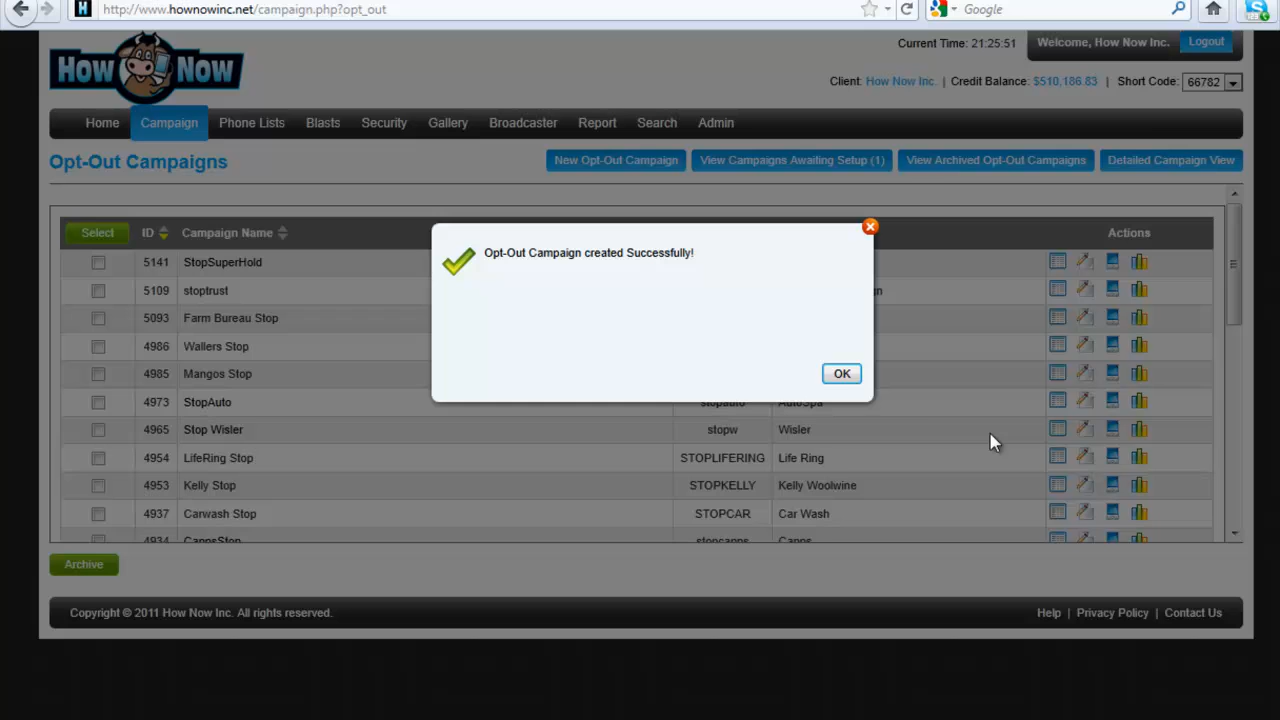 http://www.hownowinc.net/campaign.php?opt_out
Google
How Now
Current Time: 21:25:51
Welcome, How Now Inc.
Logout
Client: How Now Inc. | Credit Balance: $510,186.83 | Short Code: 66782
Home Campaign Phone Lists Blasts Security Gallery Broadcaster Report Search Admin
Opt-Out Campaigns
New Opt-Out Campaign View Campaigns Awaiting Setup (1) View Archived Opt-Out Campaigns Detailed Campaign View
Select ID Campaign Name Actions
Opt-Out Campaign created Successfully!
OK
5141 StopSuperHold
5109 stoptrust
5093 Farm Bureau Stop
4986 Wallers Stop
4985 Mangos Stop
4973 StopAuto stopauto AutoSpa
4965 Stop Wisler stopw Wisler
4954 LifeRing Stop STOPLIFERING Life Ring
4953 Kelly Stop STOPKELLY Kelly Woolwine
4937 Carwash Stop STOPCAR Car Wash
4934 CappsStop stopcapps Capps
Archive
Copyright © 2011 How Now Inc. All rights reserved.
Help | Privacy Policy | Contact Us